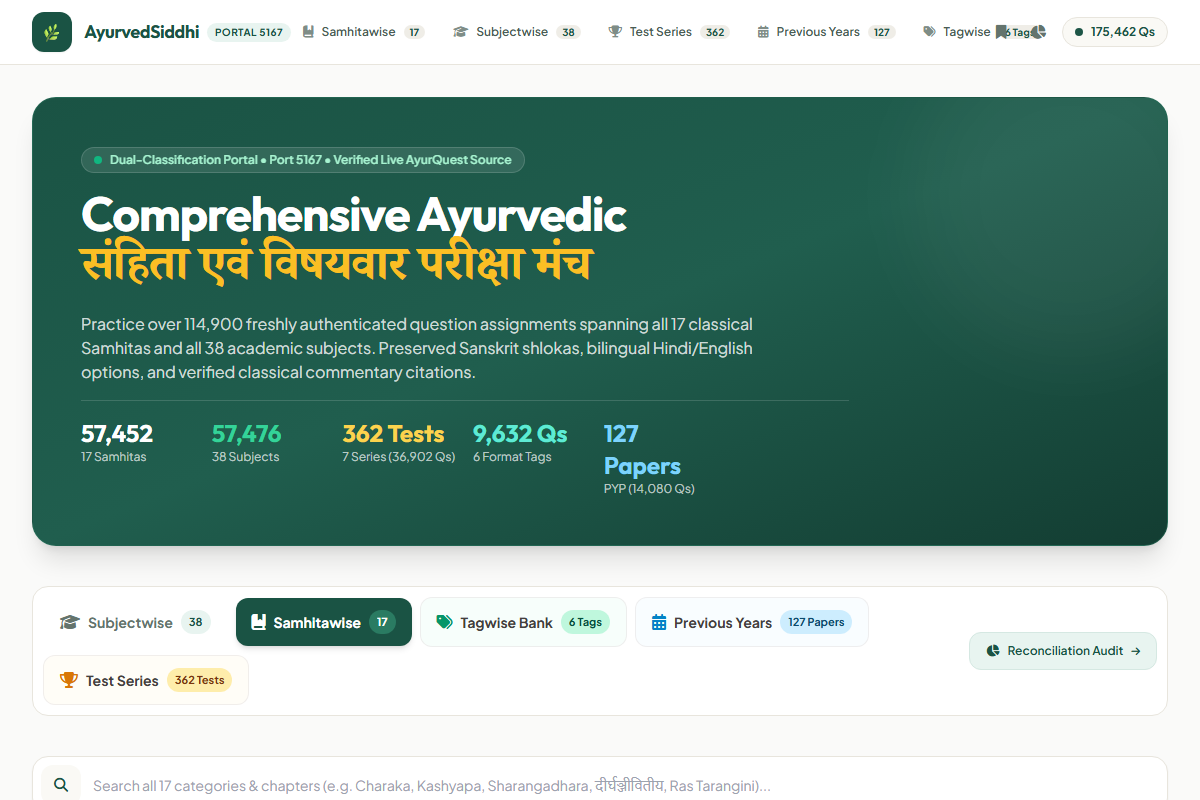 AyurvedSiddhi PORTAL 5167 Samhitawise 17 Subjectwise 38 Test Series 362 Previous Years 127 Tagwise 6 Tags 175,462 Qs
Dual-Classification Portal • Port 5167 • Verified Live AyurQuest Source
Comprehensive Ayurvedic
संहिता एवं विषयवार परीक्षा मंच
Practice over 114,900 freshly authenticated question assignments spanning all 17 classical
Samhitas and all 38 academic subjects. Preserved Sanskrit shlokas, bilingual Hindi/English
options, and verified classical commentary citations.
57,452 57,476 362 Tests 9,632 Qs 127
Papers
17 Samhitas 38 Subjects 7 Series (36,902 Qs) 6 Format Tags
PYP (14,080 Qs)
Subjectwise 38 Samhitawise 17 Tagwise Bank 6 Tags Previous Years 127 Papers
Reconciliation Audit →
Test Series 362 Tests
Search all 17 categories & chapters (e.g. Charaka, Kashyapa, Sharangadhara, दीर्घञ्जीवितीय, Ras Tarangini)...